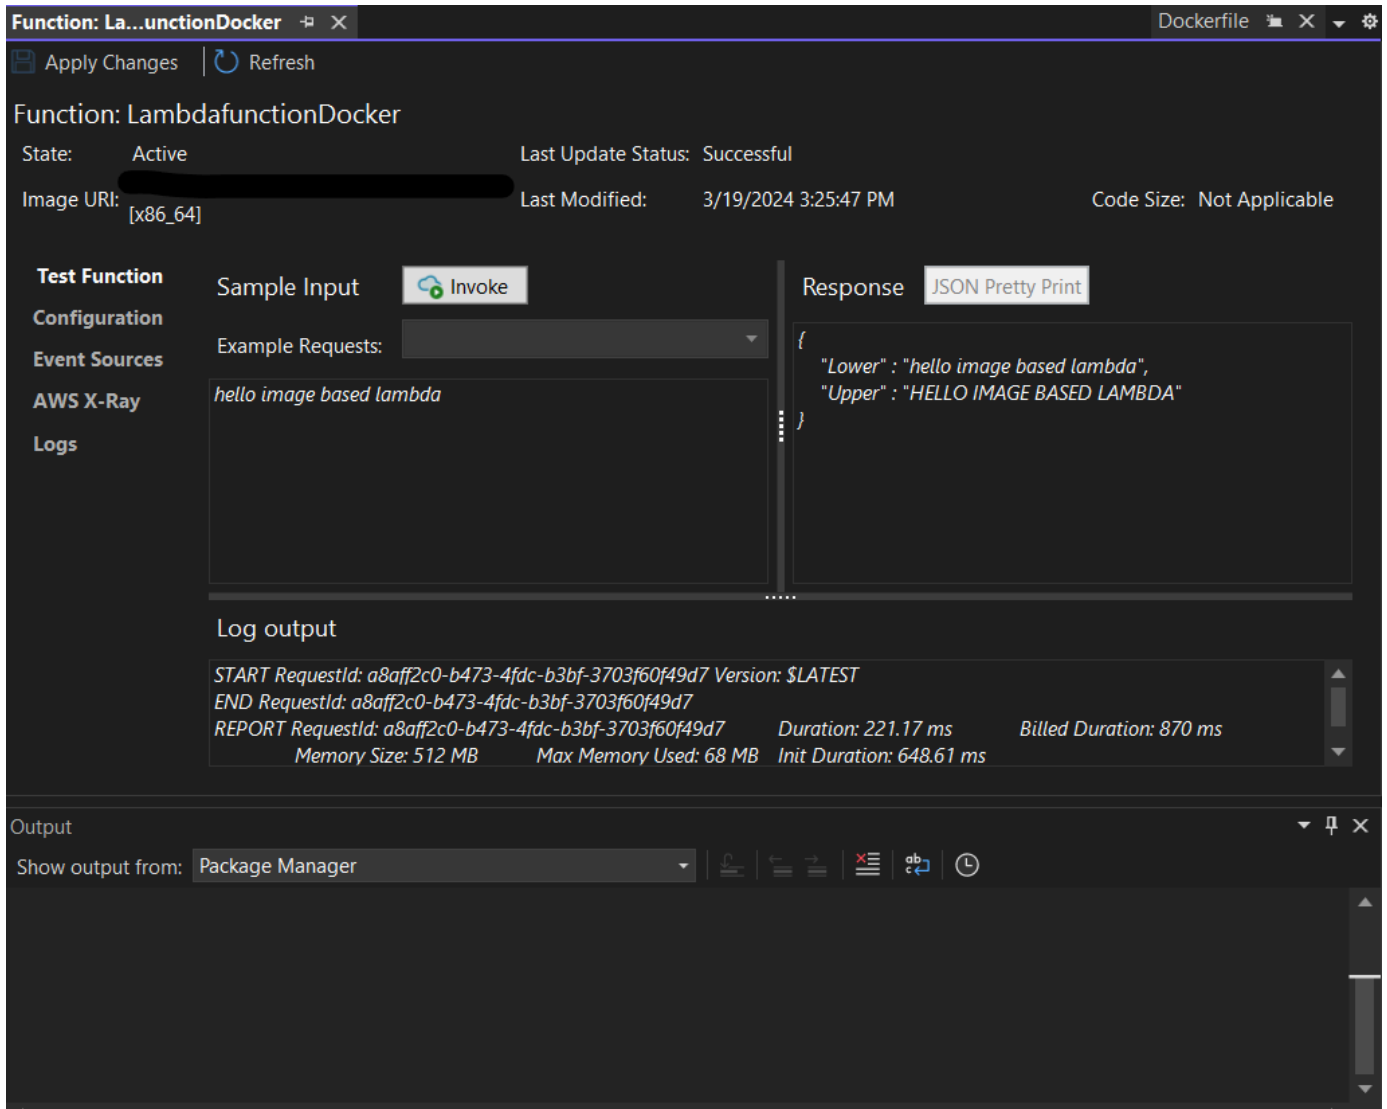 Function: La...unctionDocker
Dockerfile
Apply Changes
Refresh
Function: LambdafunctionDocker
State: Active
Last Update Status: Successful
Image URI:
[x86_64]
Last Modified: 3/19/2024 3:25:47 PM
Code Size: Not Applicable
Test Function
Configuration
Event Sources
AWS X-Ray
Logs
Sample Input
Invoke
Example Requests:
hello image based lambda
Response
JSON Pretty Print
{
"Lower" : "hello image based lambda",
"Upper" : "HELLO IMAGE BASED LAMBDA"
}
Log output
START RequestId: a8aff2c0-b473-4fdc-b3bf-3703f60f49d7 Version: $LATEST
END RequestId: a8aff2c0-b473-4fdc-b3bf-3703f60f49d7
REPORT RequestId: a8aff2c0-b473-4fdc-b3bf-3703f60f49d7 Duration: 221.17 ms Billed Duration: 870 ms
Memory Size: 512 MB Max Memory Used: 68 MB Init Duration: 648.61 ms
Output
Show output from: Package Manager